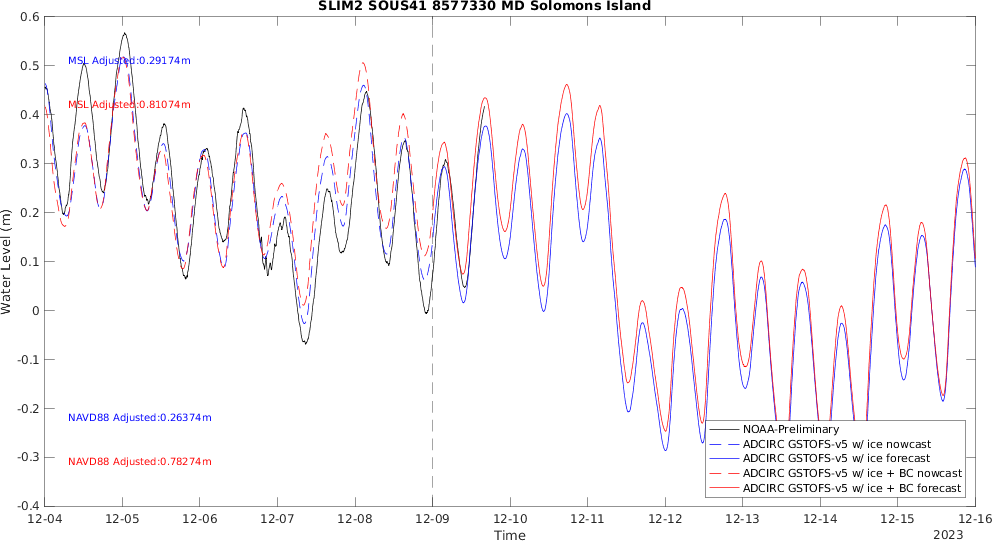 SLIM2 SOUS41 8577330 MD Solomons Island
0.6
0.5
0.4
0.3
0.2
0.1
0
-0.1
-0.2
-0.3
-0.4
Water Level (m)
MSL Adjusted:0.29174m
MSL Adjusted:0.81074m
NAVD88 Adjusted:0.26374m
NAVD88 Adjusted:0.78274m
NOAA-Preliminary
ADCIRC GSTOFS-v5 w/ ice nowcast
ADCIRC GSTOFS-v5 w/ ice forecast
ADCIRC GSTOFS-v5 w/ ice + BC nowcast
ADCIRC GSTOFS-v5 w/ ice + BC forecast
12-04 12-05 12-06 12-07 12-08 12-09 12-10 12-11 12-12 12-13 12-14 12-15 12-16
Time
2023